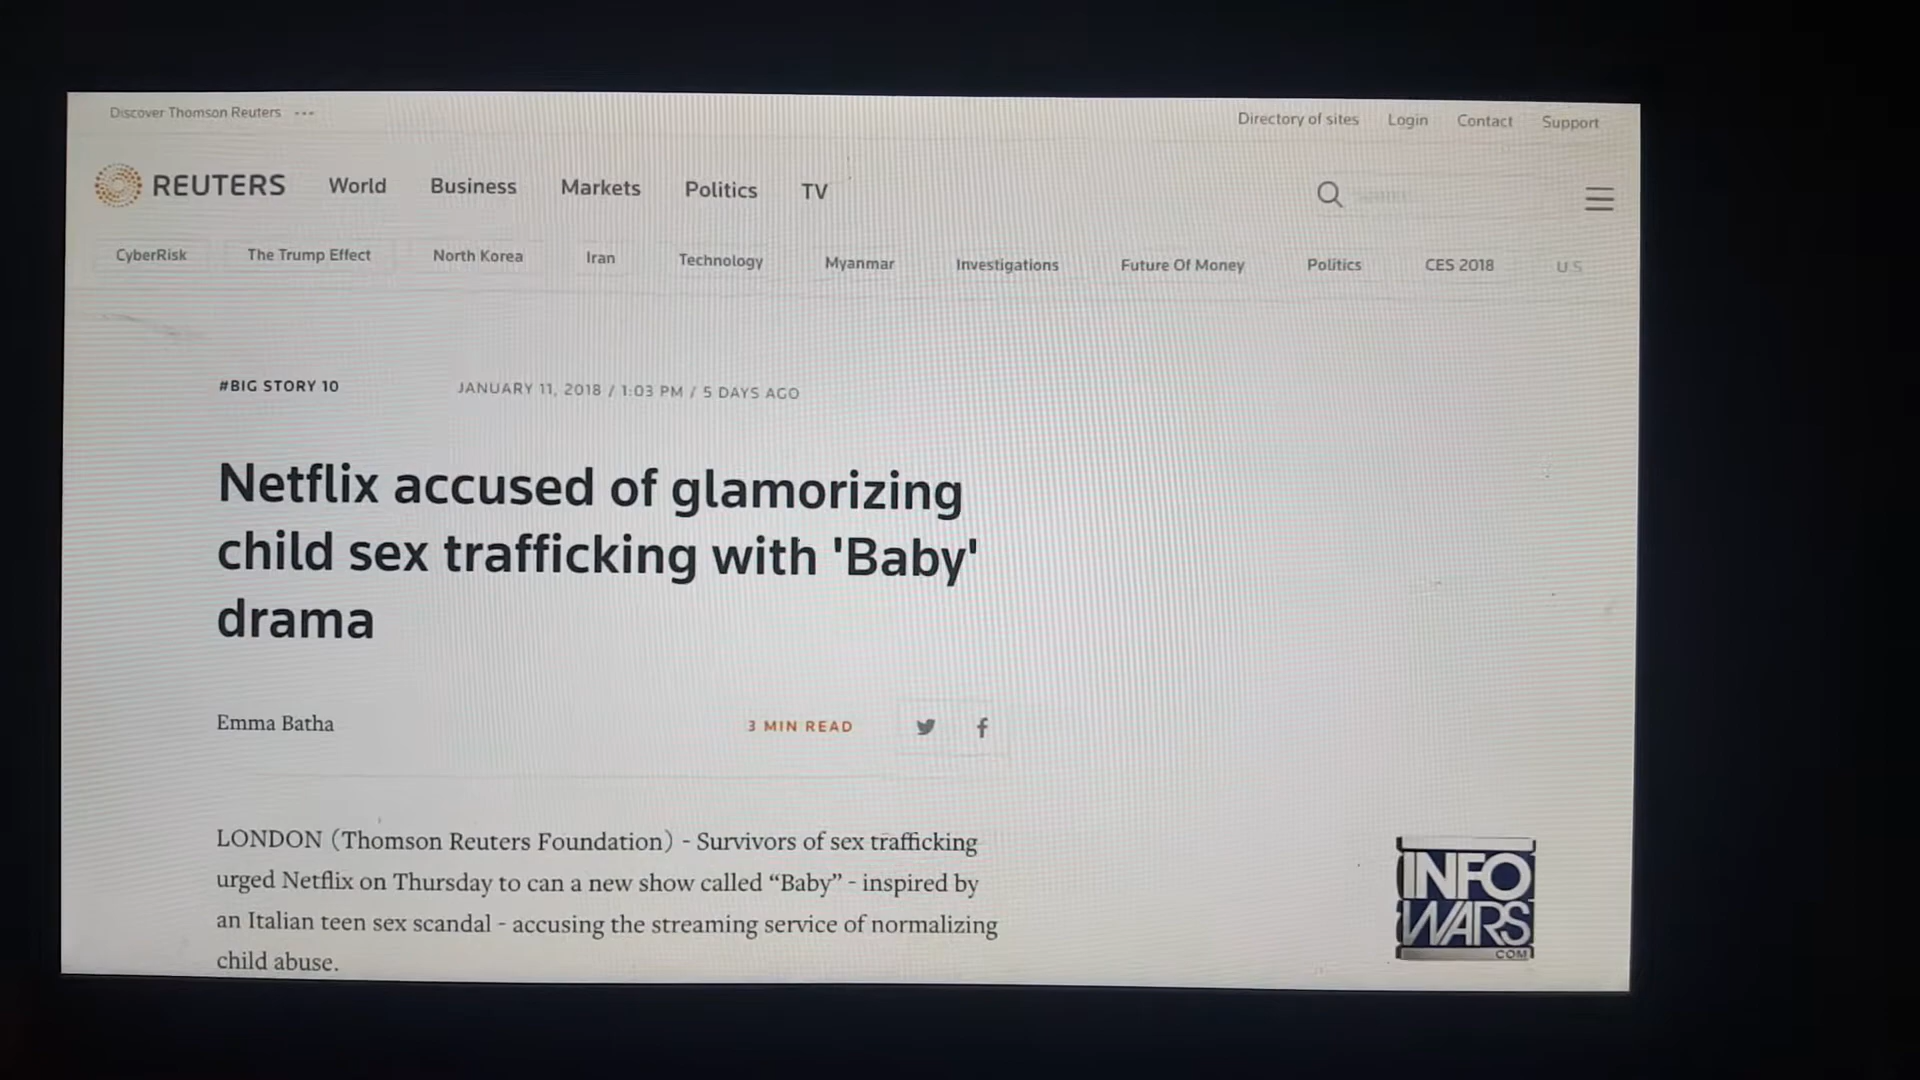 Discover Thomson Reuters ...
Directory of sites Login Contact Support
REUTERS World Business Markets Politics TV
CyberRisk The Trump Effect North Korea Iran Technology Myanmar Investigations Future Of Money Politics CES 2018 U S
#BIG STORY 10 JANUARY 11, 2018 / 1:03 PM / 5 DAYS AGO
Netflix accused of glamorizing
child sex trafficking with 'Baby'
drama
Emma Batha 3 MIN READ
LONDON (Thomson Reuters Foundation) - Survivors of sex trafficking
urged Netflix on Thursday to can a new show called “Baby” - inspired by
an Italian teen sex scandal - accusing the streaming service of normalizing
child abuse.
INFO
WARS
.COM